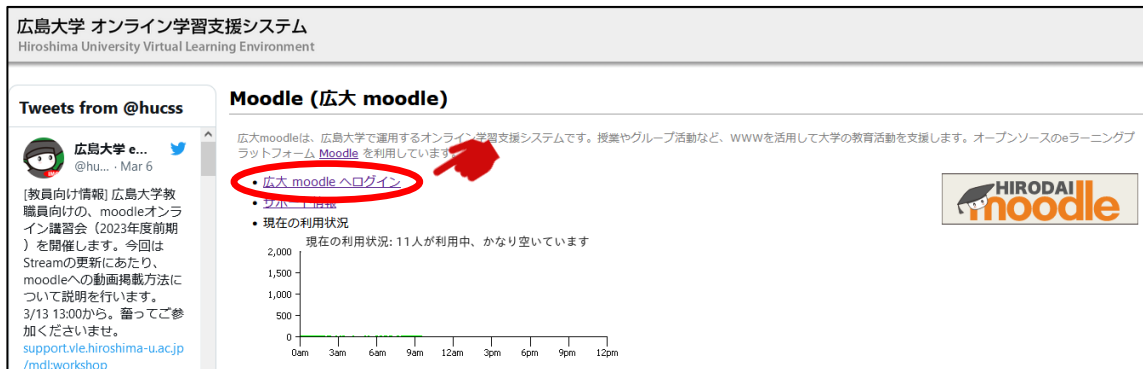 広島大学 オンライン学習支援システム
Hiroshima University Virtual Learning Environment
Tweets from @hucss
広島大学 e...
@hu... · Mar 6
[教員向け情報] 広島大学教
職員向けの、moodleオンラ
イン講習会（2023年度前期
）を開催します。今回は
Streamの更新にあたり、
moodleへの動画掲載方法に
ついて説明を行います。
3/13 13:00から。奮ってご参
加くださいませ。
support.vle.hiroshima-u.ac.jp
/mdl:workshop
Moodle (広大 moodle)
広大moodleは、広島大学で運用するオンライン学習支援システムです。授業やグループ活動など、WWWを活用して大学の教育活動を支援します。オープンソースのeラーニングプ
ラットフォーム Moodle を利用しています
• 広大 moodle へログイン
• サポート情報
• 現在の利用状況
現在の利用状況: 11人が利用中、かなり空いています
2,000
1,500
1,000
500
0
0am 3am 6am 9am 12am 3pm 6pm 9pm 12pm
HIRODAI
moodle